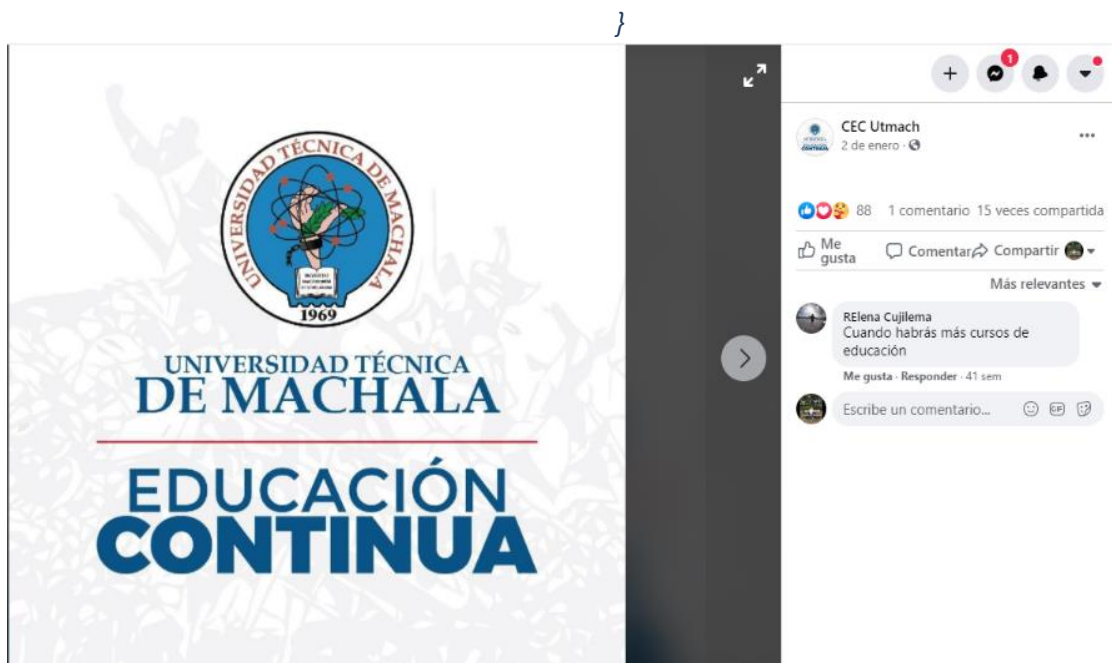 }
UNIVERSIDAD TÉCNICA DE MACHALA
1969
UNIVERSIDAD TÉCNICA
DE MACHALA
EDUCACIÓN
CONTINUA
1
CEC Utmach
2 de enero ·
88 1 comentario 15 veces compartida
Me
gusta
Comentar
Compartir
Más relevantes
RElena Cujilema
Cuando habrás más cursos de
educación
Me gusta · Responder · 41 sem
Escribe un comentario...
GIF